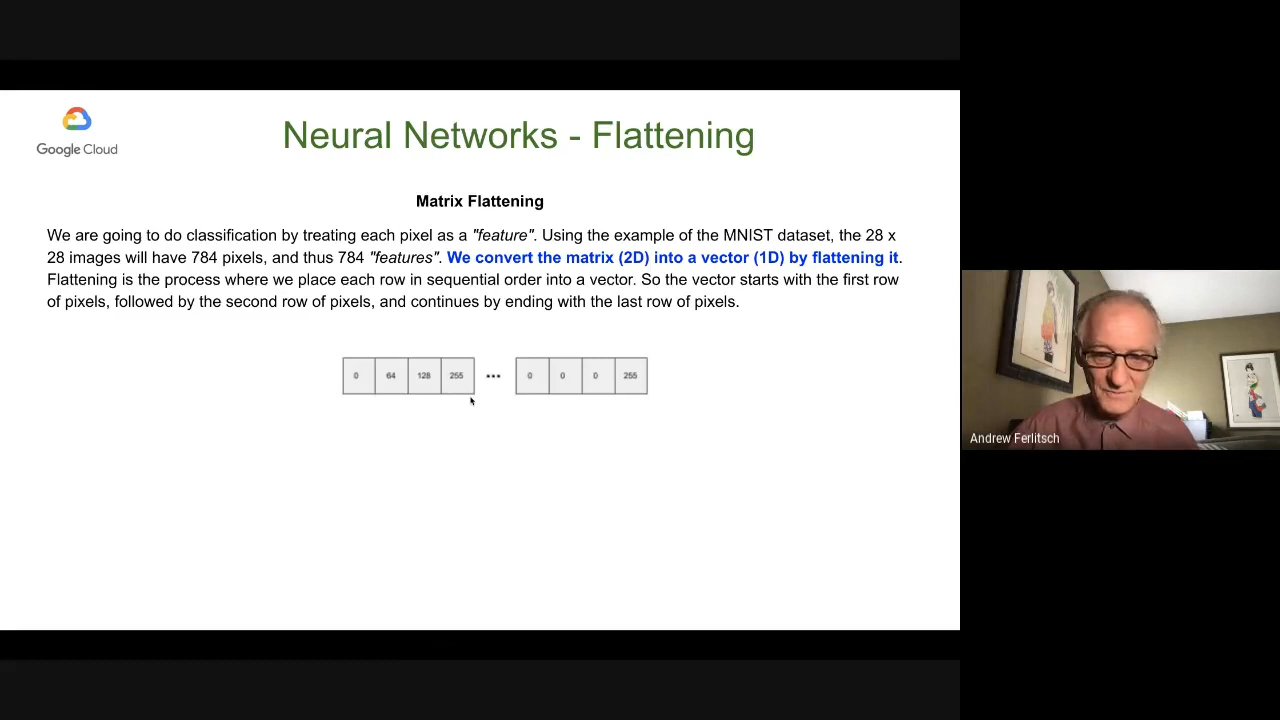 Google Cloud
Neural Networks - Flattening
Matrix Flattening
We are going to do classification by treating each pixel as a "feature". Using the example of the MNIST dataset, the 28 x
28 images will have 784 pixels, and thus 784 "features". We convert the matrix (2D) into a vector (1D) by flattening it.
Flattening is the process where we place each row in sequential order into a vector. So the vector starts with the first row
of pixels, followed by the second row of pixels, and continues by ending with the last row of pixels.
0 64 128 255 ... 0 0 0 255
Andrew Ferlitsch